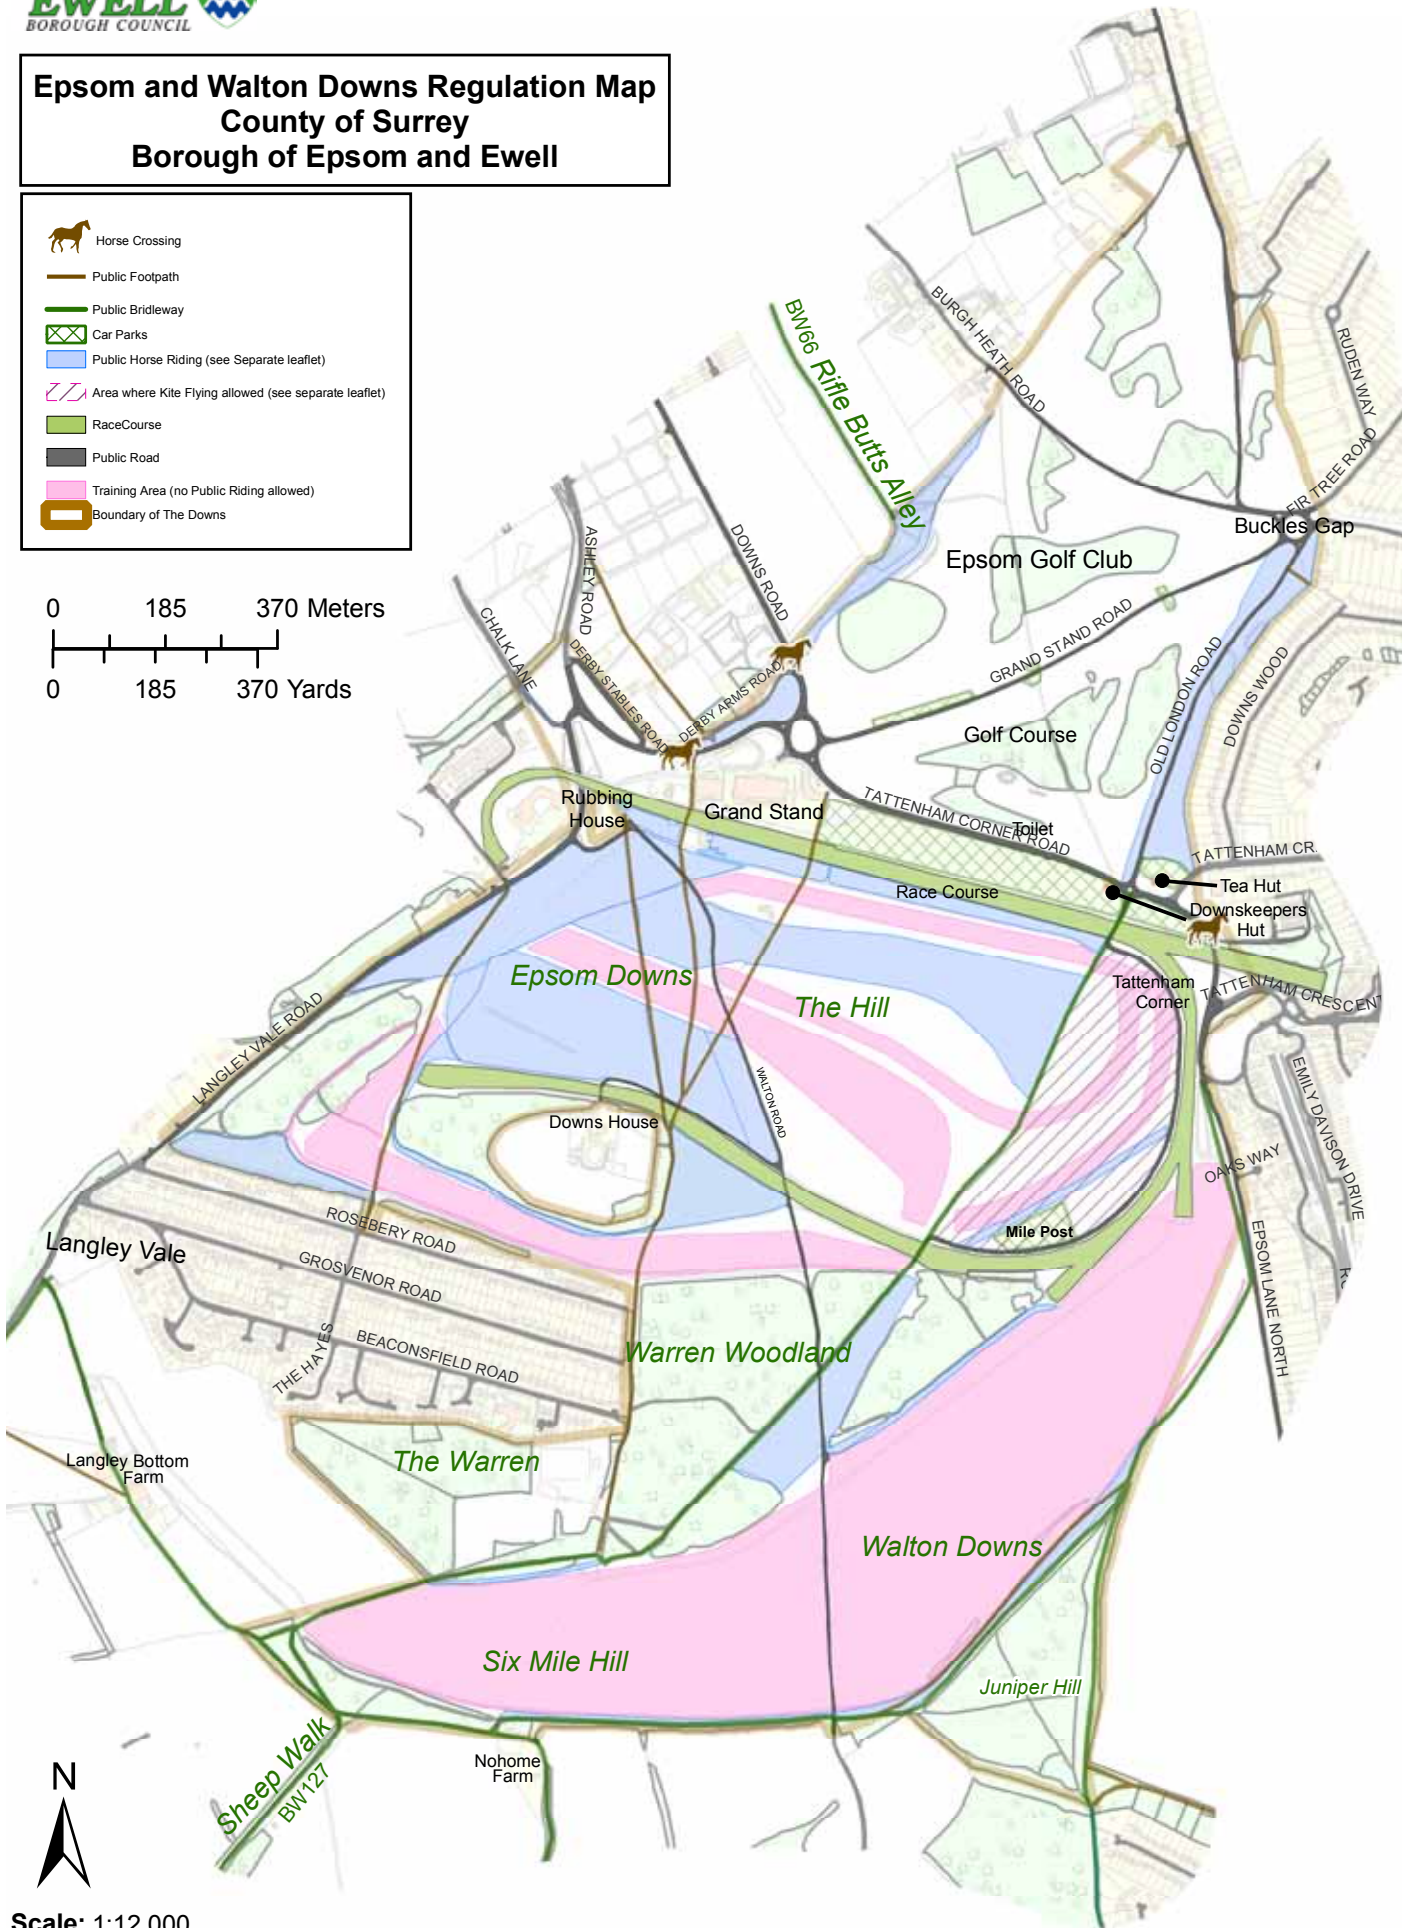 EWELL
BOROUGH COUNCIL
Epsom and Walton Downs Regulation Map
County of Surrey
Borough of Epsom and Ewell
Horse Crossing
Public Footpath
Public Bridleway
Car Parks
Public Horse Riding (see Separate leaflet)
Area where Kite Flying allowed (see separate leaflet)
RaceCourse
Public Road
Training Area (no Public Riding allowed)
Boundary of The Downs
0 185 370 Meters
0 185 370 Yards
BURGH HEATH ROAD
BW66 Rifle Butts Alley
RUDEN WAY
FIR TREE ROAD
Buckles Gap
Epsom Golf Club
ASHLEY ROAD
DOWNS ROAD
CHALK LANE
DERBY STABLES ROAD
DERBY ARMS ROAD
GRAND STAND ROAD
OLD LONDON ROAD
DOWNS WOOD
Golf Course
Rubbing
House
Grand Stand
TATTENHAM CORNER ROAD
Toilet
TATTENHAM CR.
Race Course
Tea Hut
Downskeepers
Hut
Epsom Downs
The Hill
Tattenham
Corner
TATTENHAM CRESCENT
LANGLEY VALE ROAD
WALTON ROAD
Downs House
EMILY DAVISON DRIVE
OAKS WAY
EPSOM LANE NORTH
Mile Post
Langley Vale
ROSEBERY ROAD
GROSVENOR ROAD
BEACONSFIELD ROAD
THE HAYES
Warren Woodland
The Warren
Langley Bottom
Farm
Walton Downs
Six Mile Hill
Juniper Hill
Sheep Walk
BW127
Nohome
Farm
N
Scale: 1:12,000